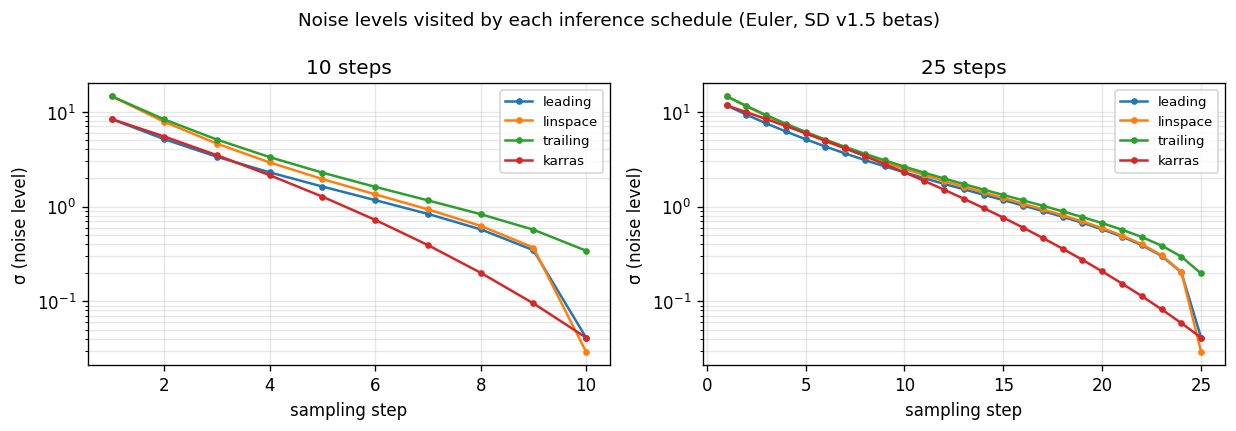 Noise levels visited by each inference schedule (Euler, SD v1.5 betas)
10 steps
σ (noise level)
10¹
10⁰
10⁻¹
leading
linspace
trailing
karras
2 4 6 8 10
sampling step
25 steps
σ (noise level)
10¹
10⁰
10⁻¹
leading
linspace
trailing
karras
0 5 10 15 20 25
sampling step